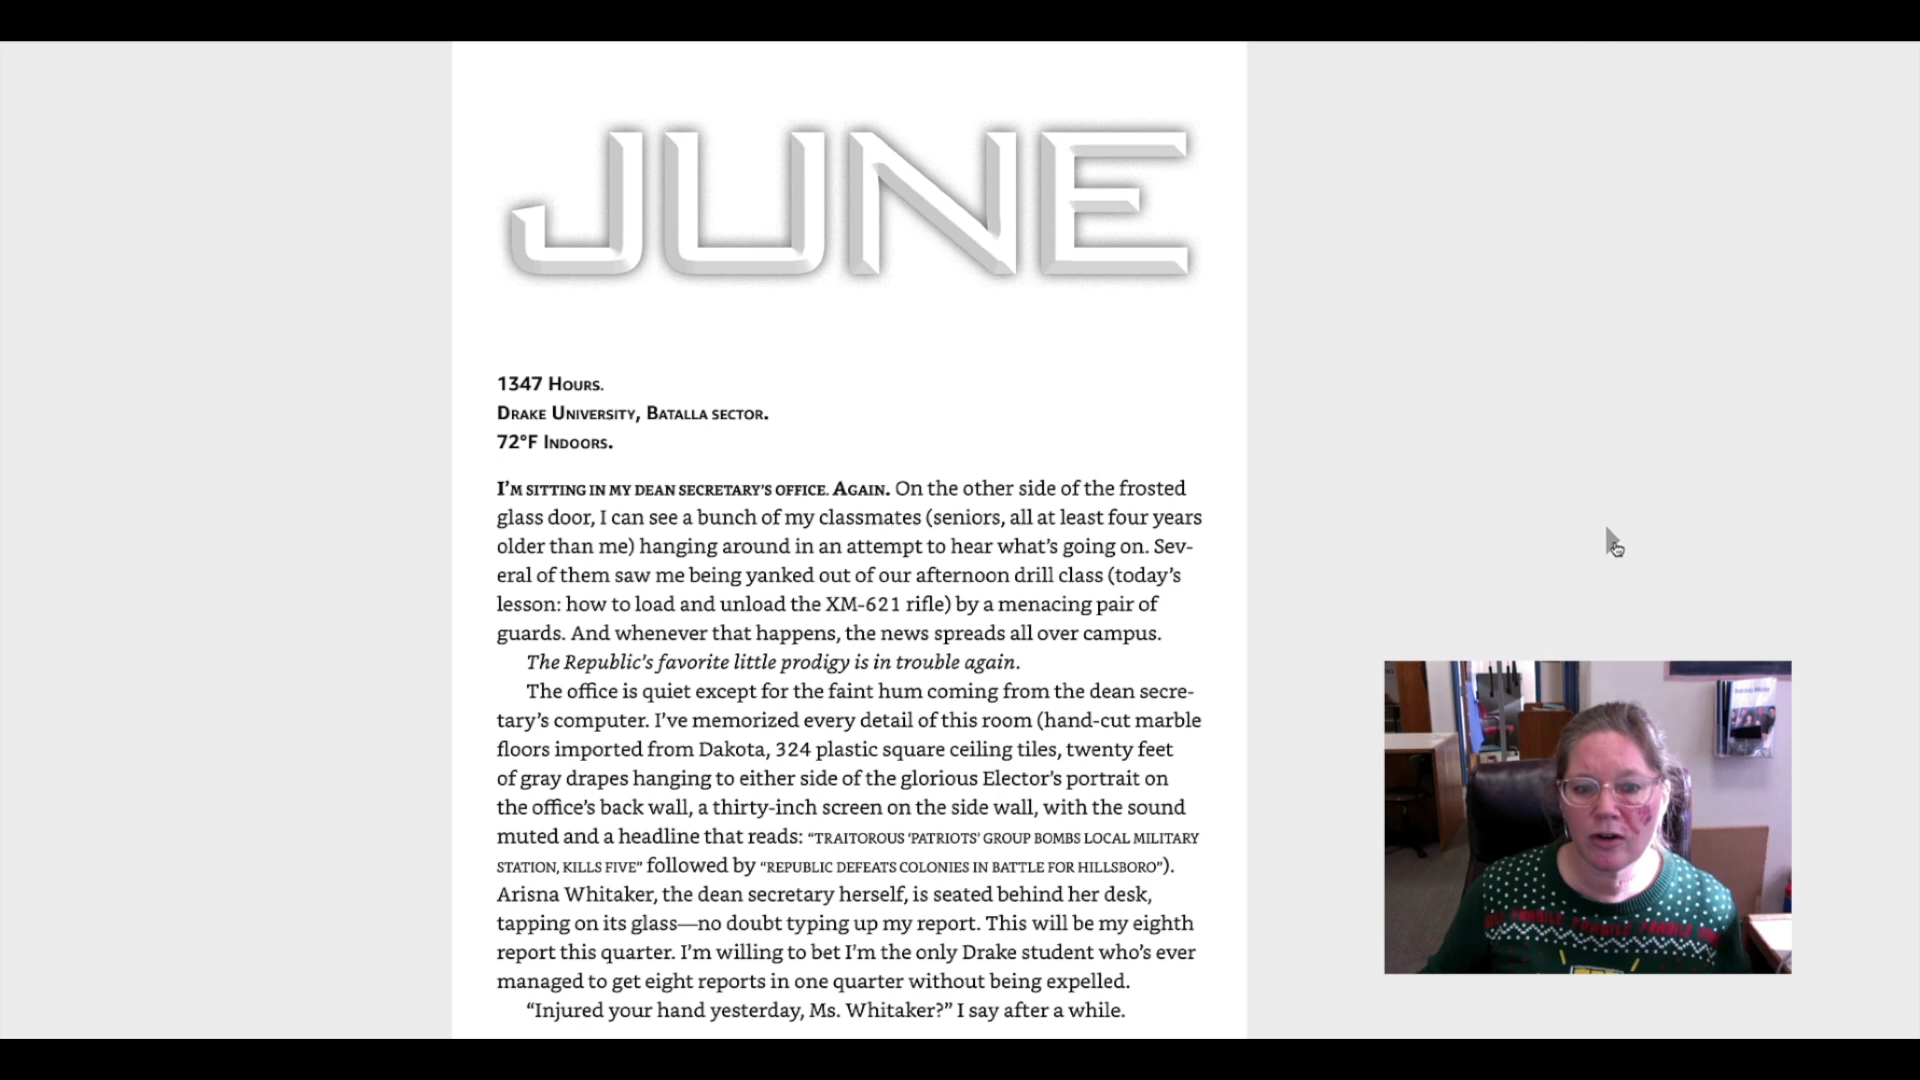 JUNE
1347 Hours.
Drake University, Batalla sector.
72°F Indoors.
I'm sitting in my dean secretary's office. Again. On the other side of the frosted
glass door, I can see a bunch of my classmates (seniors, all at least four years
older than me) hanging around in an attempt to hear what's going on. Sev-
eral of them saw me being yanked out of our afternoon drill class (today's
lesson: how to load and unload the XM-621 rifle) by a menacing pair of
guards. And whenever that happens, the news spreads all over campus.
The Republic's favorite little prodigy is in trouble again.
The office is quiet except for the faint hum coming from the dean secre-
tary's computer. I've memorized every detail of this room (hand-cut marble
floors imported from Dakota, 324 plastic square ceiling tiles, twenty feet
of gray drapes hanging to either side of the glorious Elector's portrait on
the office's back wall, a thirty-inch screen on the side wall, with the sound
muted and a headline that reads: “TRAITOROUS ‘PATRIOTS’ GROUP BOMBS LOCAL MILITARY
STATION, KILLS FIVE” followed by “REPUBLIC DEFEATS COLONIES IN BATTLE FOR HILLSBORO”).
Arisna Whitaker, the dean secretary herself, is seated behind her desk,
tapping on its glass—no doubt typing up my report. This will be my eighth
report this quarter. I'm willing to bet I'm the only Drake student who's ever
managed to get eight reports in one quarter without being expelled.
“Injured your hand yesterday, Ms. Whitaker?” I say after a while.
FRAGILE FRAGILE